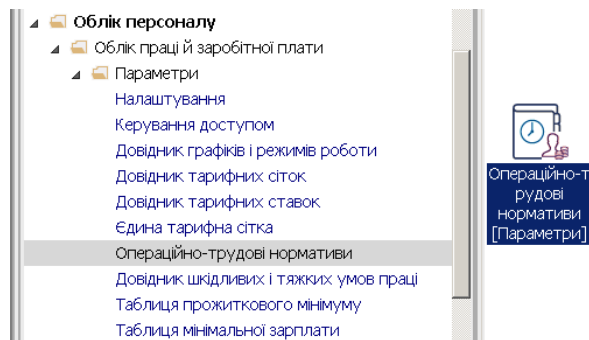 Облік персоналу
Облік праці й заробітної плати
Параметри
Налаштування
Керування доступом
Довідник графіків і режимів роботи
Довідник тарифних сіток
Довідник тарифних ставок
Єдина тарифна сітка
Операційно-трудові нормативи
Довідник шкідливих і тяжких умов праці
Таблиця прожиткового мінімуму
Таблиця мінімальної зарплати
Операційно-т
рудові
нормативи
[Параметри]